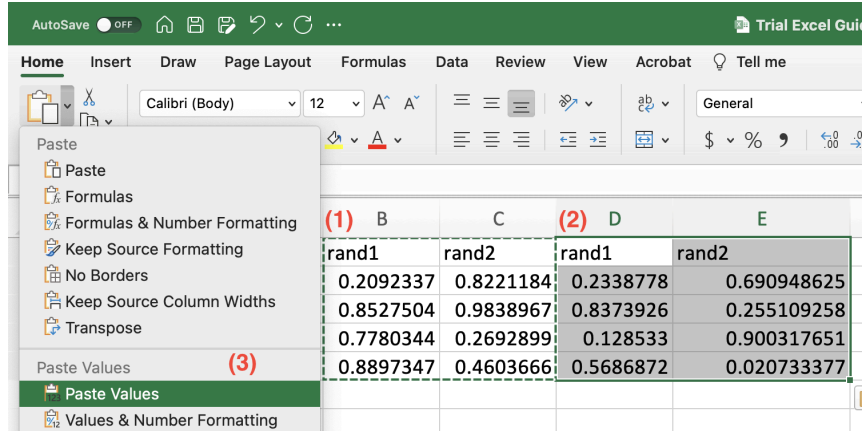 AutoSave OFF ... Trial Excel Gui
Home Insert Draw Page Layout Formulas Data Review View Acrobat Tell me
Calibri (Body) 12 A A ab General
A $ % 9 .00
Paste
Paste
Formulas
Formulas & Number Formatting
Keep Source Formatting
No Borders
Keep Source Column Widths
Transpose
Paste Values
(3)
Paste Values
Values & Number Formatting
(1) B C (2) D E
rand1 rand2 rand1 rand2
0.2092337 0.8221184 0.2338778 0.690948625
0.8527504 0.9838967 0.8373926 0.255109258
0.7780344 0.2692899 0.128533 0.900317651
0.8897347 0.4603666 0.5686872 0.020733377